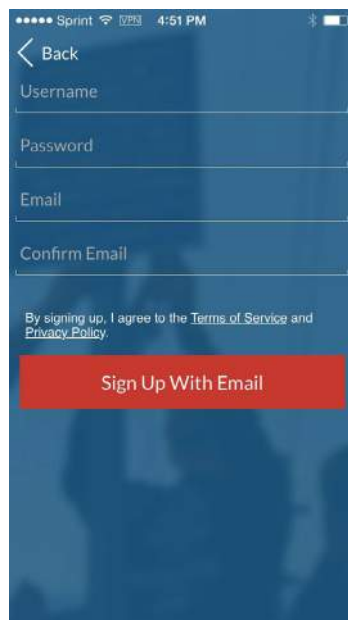 Sprint VPN 4:51 PM
Back
Username
Password
Email
Confirm Email
By signing up, I agree to the Terms of Service and
Privacy Policy.
Sign Up With Email